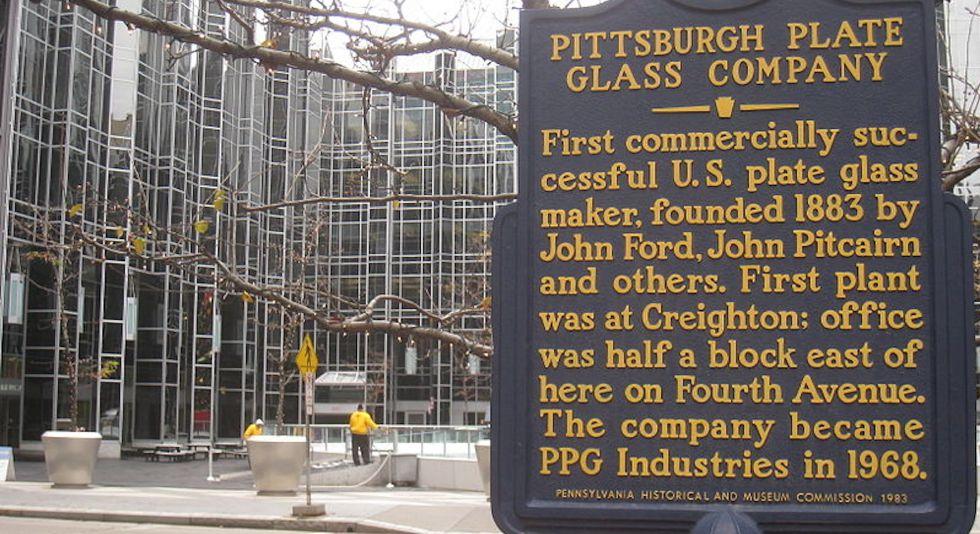 PITTSBURGH PLATE
GLASS COMPANY
First commercially suc-
cessful U.S. plate glass
maker, founded 1883 by
John Ford, John Pitcairn
and others. First plant
was at Creighton; office
was half a block east of
here on Fourth Avenue.
The company became
PPG Industries in 1968.
PENNSYLVANIA HISTORICAL AND MUSEUM COMMISSION 1983